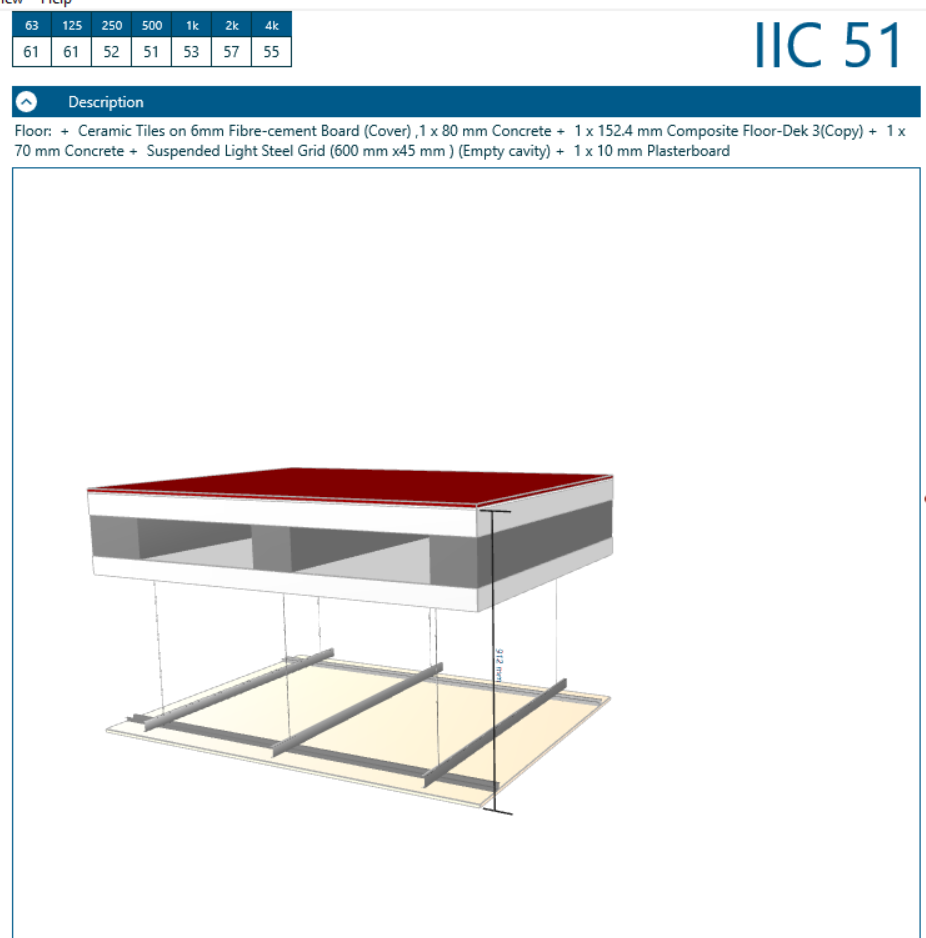 Help
63 125 250 500 1k 2k 4k
61 61 52 51 53 57 55
IIC 51
Description
Floor: + Ceramic Tiles on 6mm Fibre-cement Board (Cover) ,1 x 80 mm Concrete + 1 x 152.4 mm Composite Floor-Dek 3(Copy) + 1 x
70 mm Concrete + Suspended Light Steel Grid (600 mm x45 mm ) (Empty cavity) + 1 x 10 mm Plasterboard
912 mm